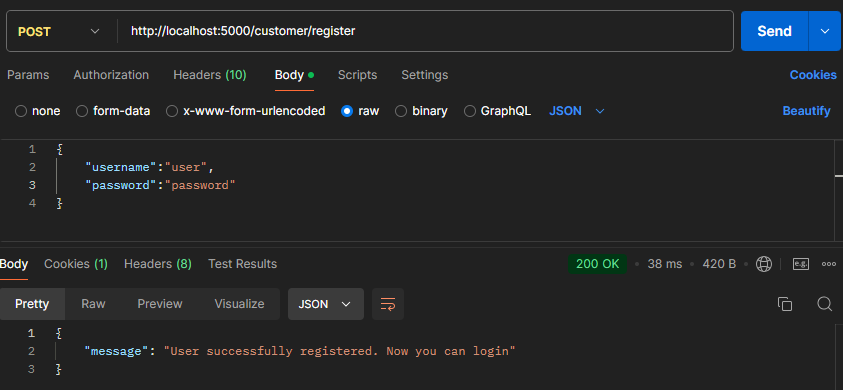 POST http://localhost:5000/customer/register Send
Params Authorization Headers (10) Body Scripts Settings Cookies
none form-data x-www-form-urlencoded raw binary GraphQL JSON Beautify
1 {
2 "username":"user",
3 "password":"password"
4 }
Body Cookies (1) Headers (8) Test Results 200 OK 38 ms 420 B e.g.
Pretty Raw Preview Visualize JSON
1 {
2 "message": "User successfully registered. Now you can login"
3 }